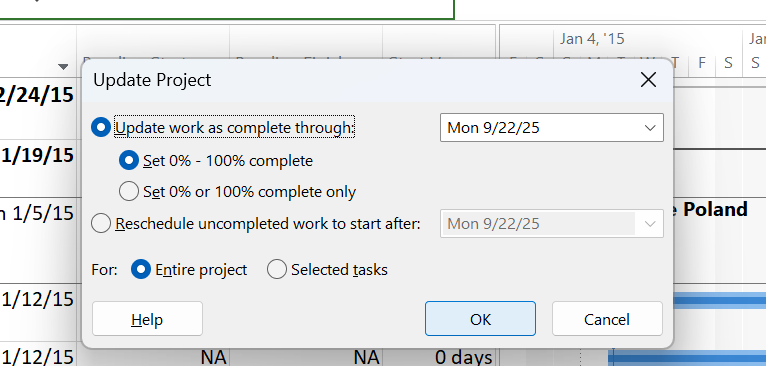 Jan 4, '15
Jan
T
F
S
S
2/24/15
1/19/15
1/5/15
1/12/15
1/12/15
NA
NA
0 days
Poland
Update Project
Update work as complete through:
Mon 9/22/25
Set 0% - 100% complete
Set 0% or 100% complete only
Reschedule uncompleted work to start after:
Mon 9/22/25
For:
Entire project
Selected tasks
Help
OK
Cancel